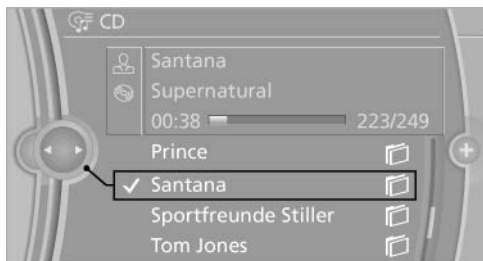 CD
Santana
Supernatural
00:38 223/249
Prince
Santana
Sportfreunde Stiller
Tom Jones